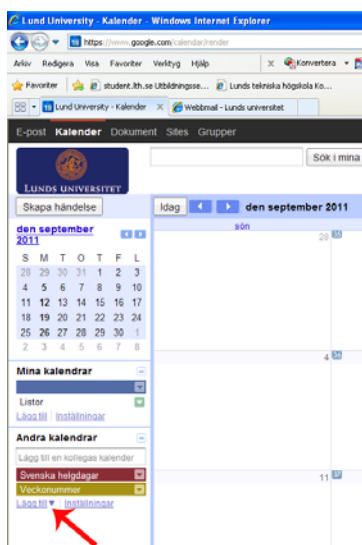 Lund University - Kalender - Windows Internet Explorer
https://www.google.com/calendar/render
Arkiv Redigera Visa Favoriter Verktyg Hjälp x Konvertera
Favoriter student.lth.se Utbildningsse... Lunds tekniska högskola Ko...
Lund University - Kalender x Webbmail - Lunds universitet
E-post Kalender Dokument Sites Grupper
LUNDS UNIVERSITET
Sök i mina
Skapa händelse
Idag den september 2011
den september
2011
sön
S M T O T F L
28 29 30 31 1 2 3
4 5 6 7 8 9 10
11 12 13 14 15 16 17
18 19 20 21 22 23 24
25 26 27 28 29 30 1
2 3 4 5 6 7 8
28 35
4 36
11 37
Mina kalendrar
Listor
Lägg till Inställningar
Andra kalendrar
Lägg till en kollegas kalender
Svenska helgdagar
Veckonummer
Lägg till Inställningar